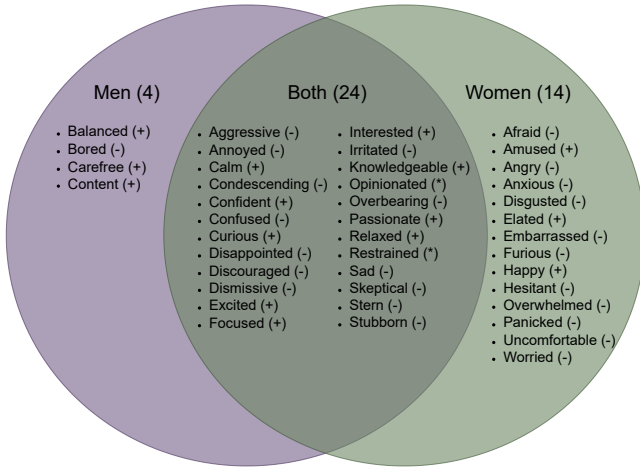 Men (4)
• Balanced (+)
• Bored (-)
• Carefree (+)
• Content (+)
Both (24)
• Aggressive (-)
• Annoyed (-)
• Calm (+)
• Condescending (-)
• Confident (+)
• Confused (-)
• Curious (+)
• Disappointed (-)
• Discouraged (-)
• Dismissive (-)
• Excited (+)
• Focused (+)
• Interested (+)
• Irritated (-)
• Knowledgeable (+)
• Opinionated (*)
• Overbearing (-)
• Passionate (+)
• Relaxed (+)
• Restrained (*)
• Sad (-)
• Skeptical (-)
• Stern (-)
• Stubborn (-)
Women (14)
• Afraid (-)
• Amused (+)
• Angry (-)
• Anxious (-)
• Disgusted (-)
• Elated (+)
• Embarrassed (-)
• Furious (-)
• Happy (+)
• Hesitant (-)
• Overwhelmed (-)
• Panicked (-)
• Uncomfortable (-)
• Worried (-)